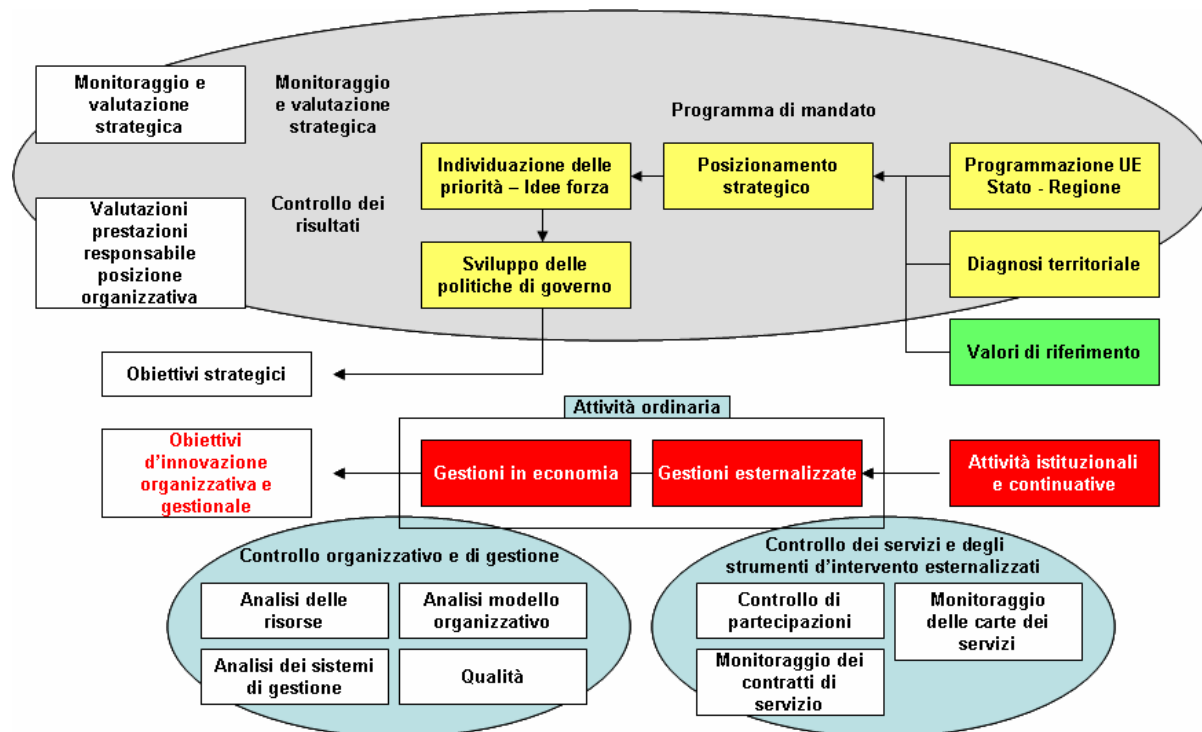 Monitoraggio e
valutazione
strategica
Monitoraggio
e valutazione
strategica
Programma di mandato
Individuazione delle
priorità – Idee forza
Posizionamento
strategico
Programmazione UE
Stato - Regione
Valutazioni
prestazioni
responsabile
posizione
organizzativa
Controllo dei
risultati
Sviluppo delle
politiche di governo
Diagnosi territoriale
Valori di riferimento
Obiettivi strategici
Attività ordinaria
Obiettivi
d'innovazione
organizzativa e
gestionale
Gestioni in economia
Gestioni esternalizzate
Attività istituzionali
e continuative
Controllo organizzativo e di gestione
Analisi delle
risorse
Analisi modello
organizzativo
Analisi dei sistemi
di gestione
Qualità
Controllo dei servizi e degli
strumenti d'intervento esternalizzati
Controllo di
partecipazioni
Monitoraggio
delle carte dei
servizi
Monitoraggio dei
contratti di
servizio